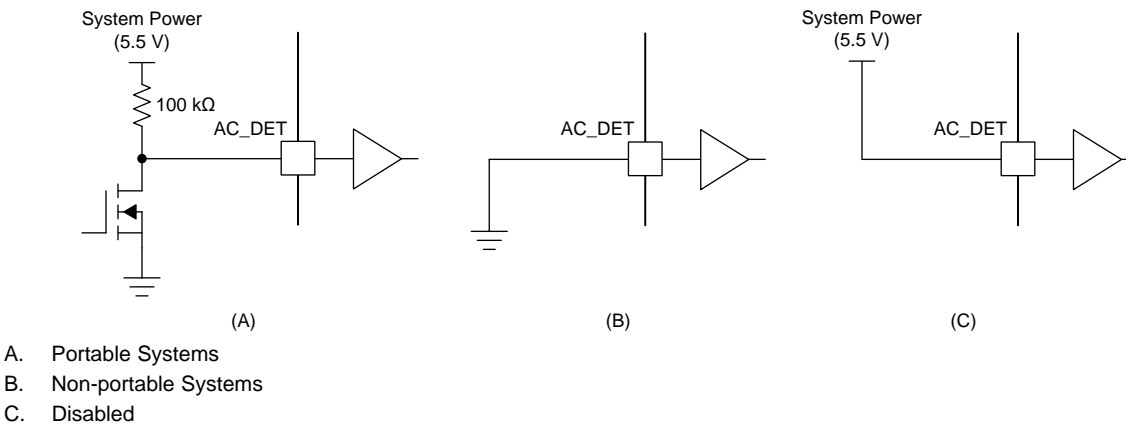 System Power
(5.5 V)
100 kΩ
AC_DET
(A)
AC_DET
(B)
System Power
(5.5 V)
AC_DET
(C)
A. Portable Systems
B. Non-portable Systems
C. Disabled